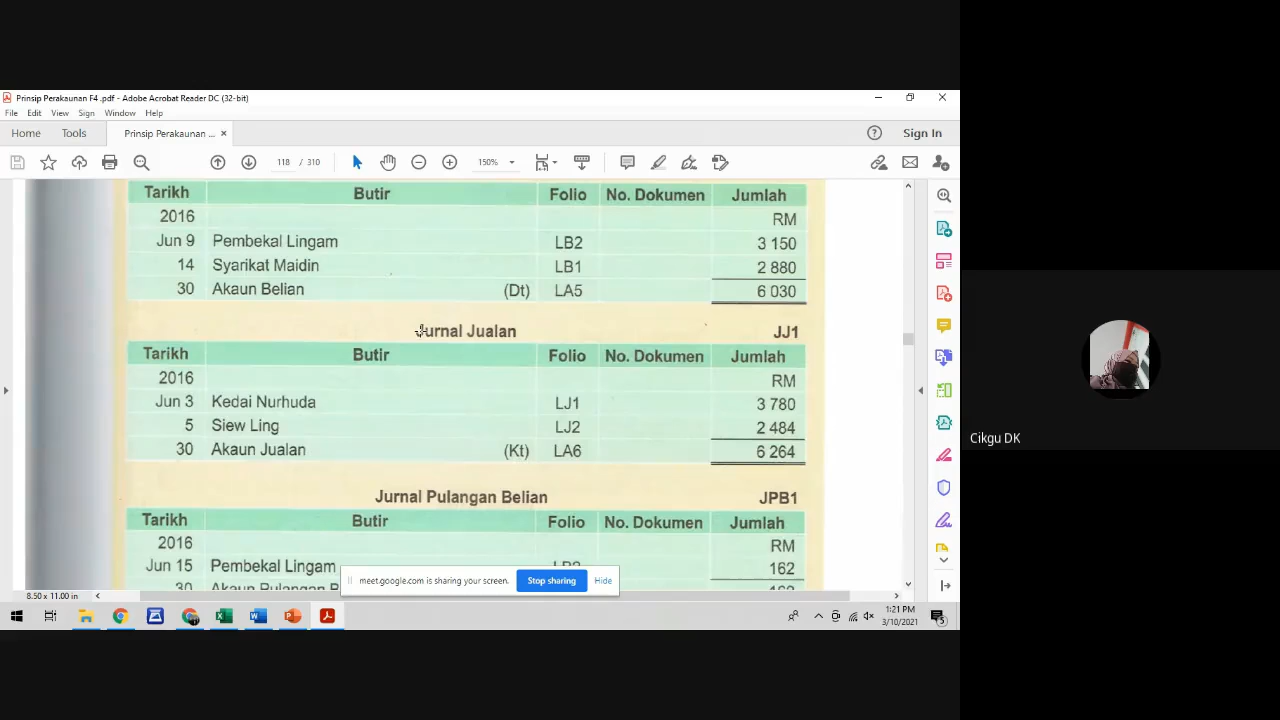 Prinsip Perakaunan F4 .pdf - Adobe Acrobat Reader DC (32-bit)
File Edit View Sign Window Help
Home Tools Prinsip Perakaunan ... × Sign In
118 / 310 150%
Tarikh Butir Folio No. Dokumen Jumlah
2016 RM
Jun 9 Pembekal Lingam LB2 3 150
14 Syarikat Maidin LB1 2 880
30 Akaun Belian (Dt) LA5 6 030
Jurnal Jualan JJ1
Tarikh Butir Folio No. Dokumen Jumlah
2016 RM
Jun 3 Kedai Nurhuda LJ1 3 780
5 Siew Ling LJ2 2 484
30 Akaun Jualan (Kt) LA6 6 264
Jurnal Pulangan Belian JPB1
Tarikh Butir Folio No. Dokumen Jumlah
2016 RM
Jun 15 Pembekal Lingam 162
30 Akaun Pulangan
meet.google.com is sharing your screen. Stop sharing Hide
8.50 x 11.00 in
1:21 PM
3/10/2021
5
Cikgu DK